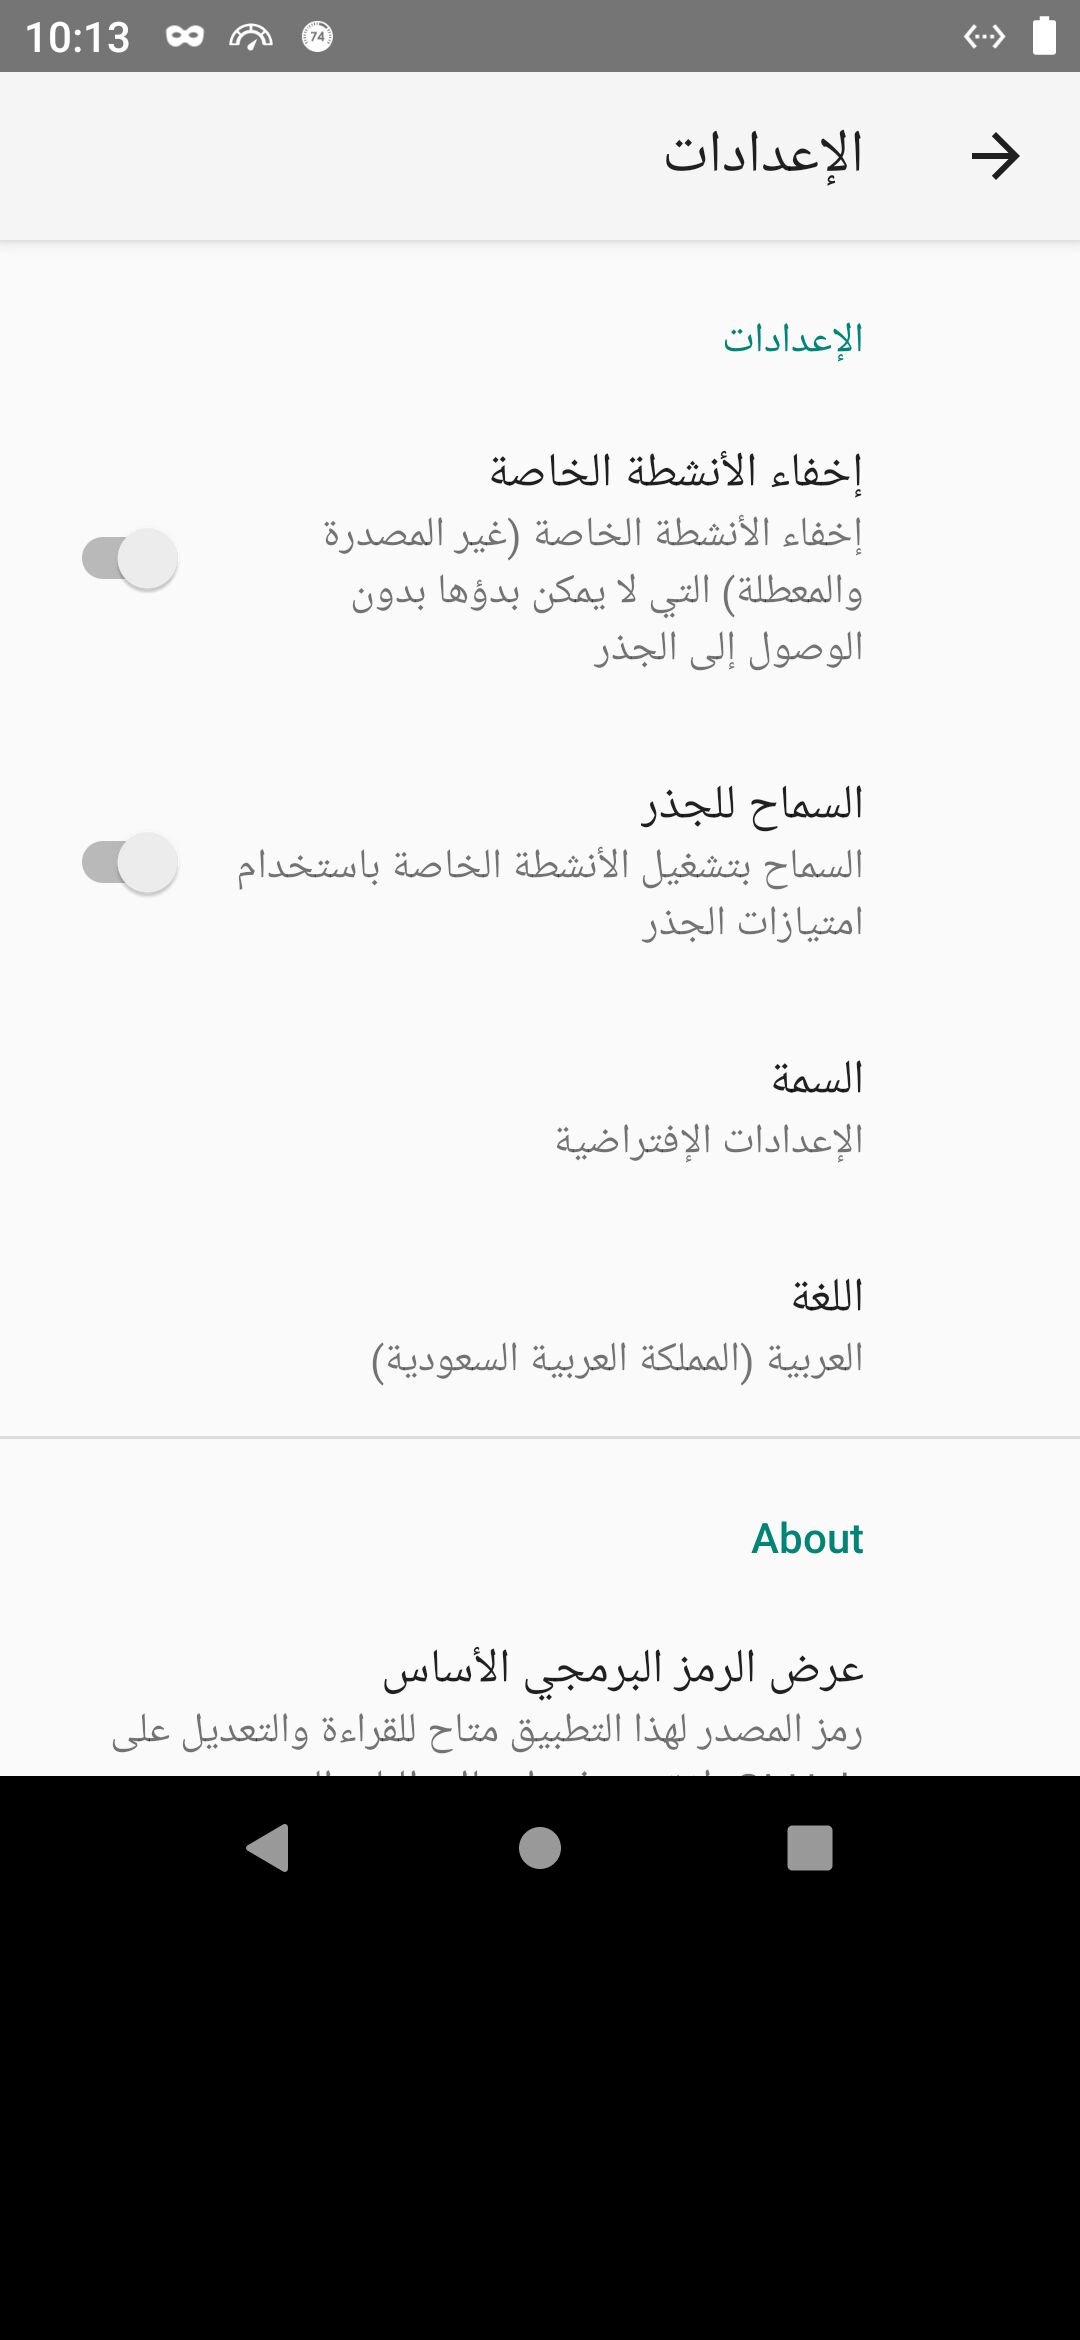 10:13
74
الإعدادات
الإعدادات
إخفاء الأنشطة الخاصة
إخفاء الأنشطة الخاصة (غير المصدرة
والمعطلة) التي لا يمكن بدؤها بدون
الوصول إلى الجذر
السماح للجذر
السماح بتشغيل الأنشطة الخاصة باستخدام
امتيازات الجذر
السمة
الإعدادات الإفتراضية
اللغة
العربية (المملكة العربية السعودية)
About
عرض الرمز البرمجي الأساس
رمز المصدر لهذا التطبيق متاح للقراءة والتعديل على